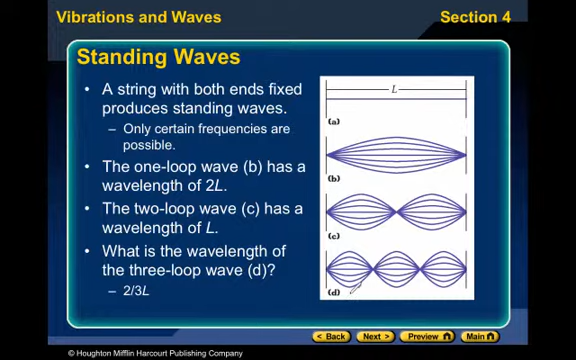 Vibrations and Waves
Section 4
Standing Waves
• A string with both ends fixed
produces standing waves.
– Only certain frequencies are
possible.
• The one-loop wave (b) has a
wavelength of 2L.
• The two-loop wave (c) has a
wavelength of L.
• What is the wavelength of
the three-loop wave (d)?
– 2/3L
L
(a)
(b)
(c)
(d)
< Back
Next >
Preview
Main
© Houghton Mifflin Harcourt Publishing Company